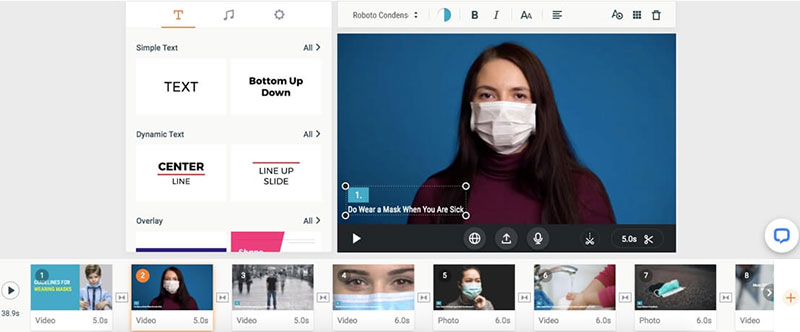 Roboto Condens
B I AA
A
Simple Text
All >
TEXT
Bottom Up
Down
Dynamic Text
All >
CENTER
LINE
LINE UP
SLIDE
Overlay
All >
1.
Do Wear a Mask When You Are Sick
5.0s
38.9s
1
GUIDELINES FOR
WEARING MASKS
Video 5.0s
2
Video 5.0s
3
Video 5.0s
4
Video 6.0s
5
Photo 6.0s
6
Video 6.0s
7
Photo 6.0s
8
Video